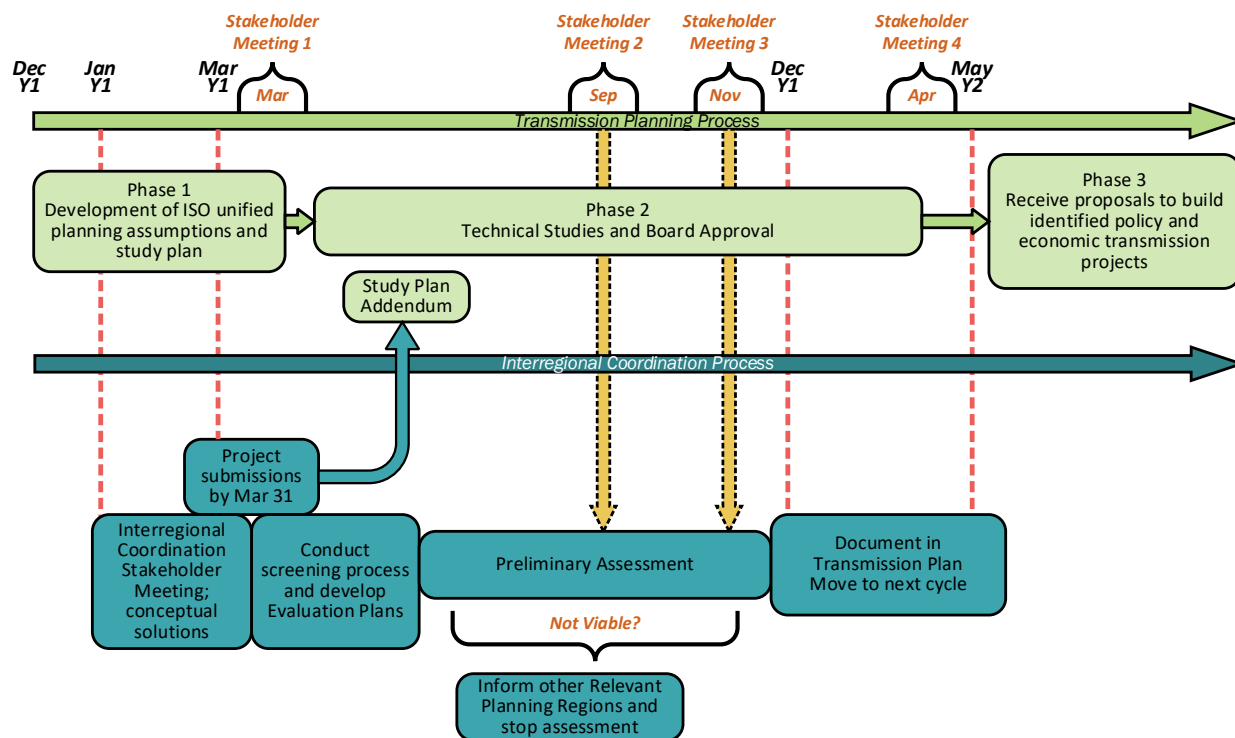 Stakeholder
Meeting 1
Stakeholder
Meeting 2
Stakeholder
Meeting 3
Stakeholder
Meeting 4
Dec
Y1
Jan
Y1
Mar
Y1
Mar
Sep
Nov
Dec
Y1
Apr
May
Y2
Transmission Planning Process
Phase 1
Development of ISO unified
planning assumptions and
study plan
Phase 2
Technical Studies and Board Approval
Phase 3
Receive proposals to build
identified policy and
economic transmission
projects
Study Plan
Addendum
Interregional Coordination Process
Project
submissions
by Mar 31
Interregional
Coordination
Stakeholder
Meeting;
conceptual
solutions
Conduct
screening process
and develop
Evaluation Plans
Preliminary Assessment
Document in
Transmission Plan
Move to next cycle
Not Viable?
Inform other Relevant
Planning Regions and
stop assessment